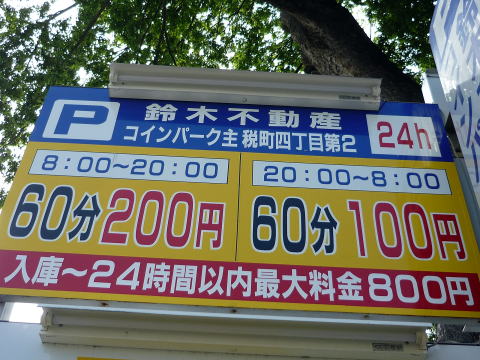 P 鈴木不動産 24h
コインパーク主税町四丁目第2
8:00〜20:00 20:00〜8:00
60分200円 60分100円
入庫〜24時間以内最大料金800円